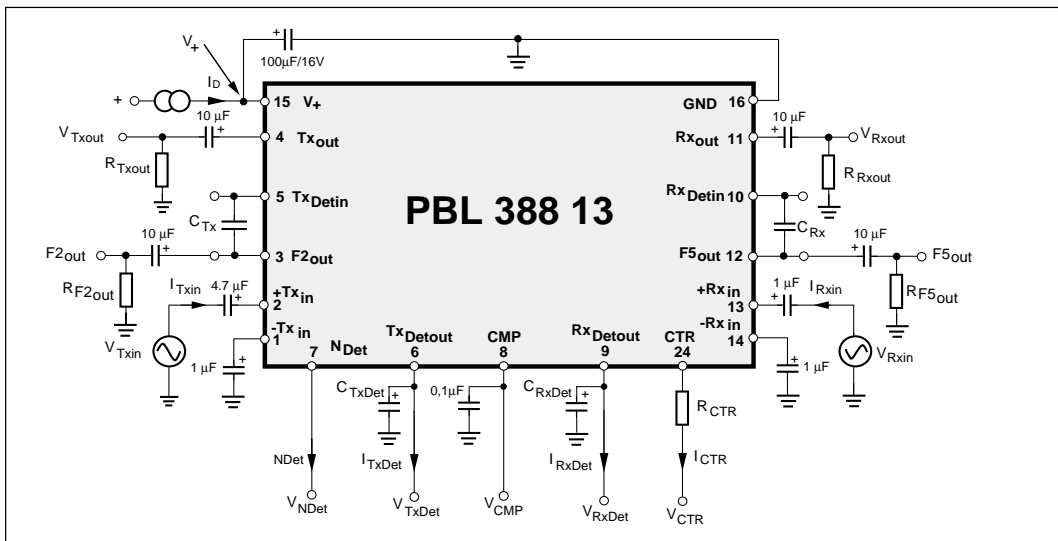 V+
+
100µF/16V
ID
+
15 V+
GND 16
VTxout
10 µF
+
4 Txout
Rxout 11
10 µF
+
VRxout
RTxout
RRxout
5 TxDetin
RxDetin 10
CTx
PBL 388 13
CRx
F2out
10 µF
+
3 F2out
F5out 12
10 µF
+
F5out
RF2out
RF5out
ITxin
4.7 µF
+
+Txin
2
+Rxin
13
1 µF
+
IRxin
VTxin
-Txin
1
-Rxin
14
VRxin
1 µF
+
+
1 µF
NDet
7
TxDetout
6
CMP
8
RxDetout
9
CTR
24
CTxDet
+
0,1µF
CRxDet
+
RCTR
NDet
ITxDet
IRxDet
ICTR
VNDet
VTxDet
VCMP
VRxDet
VCTR